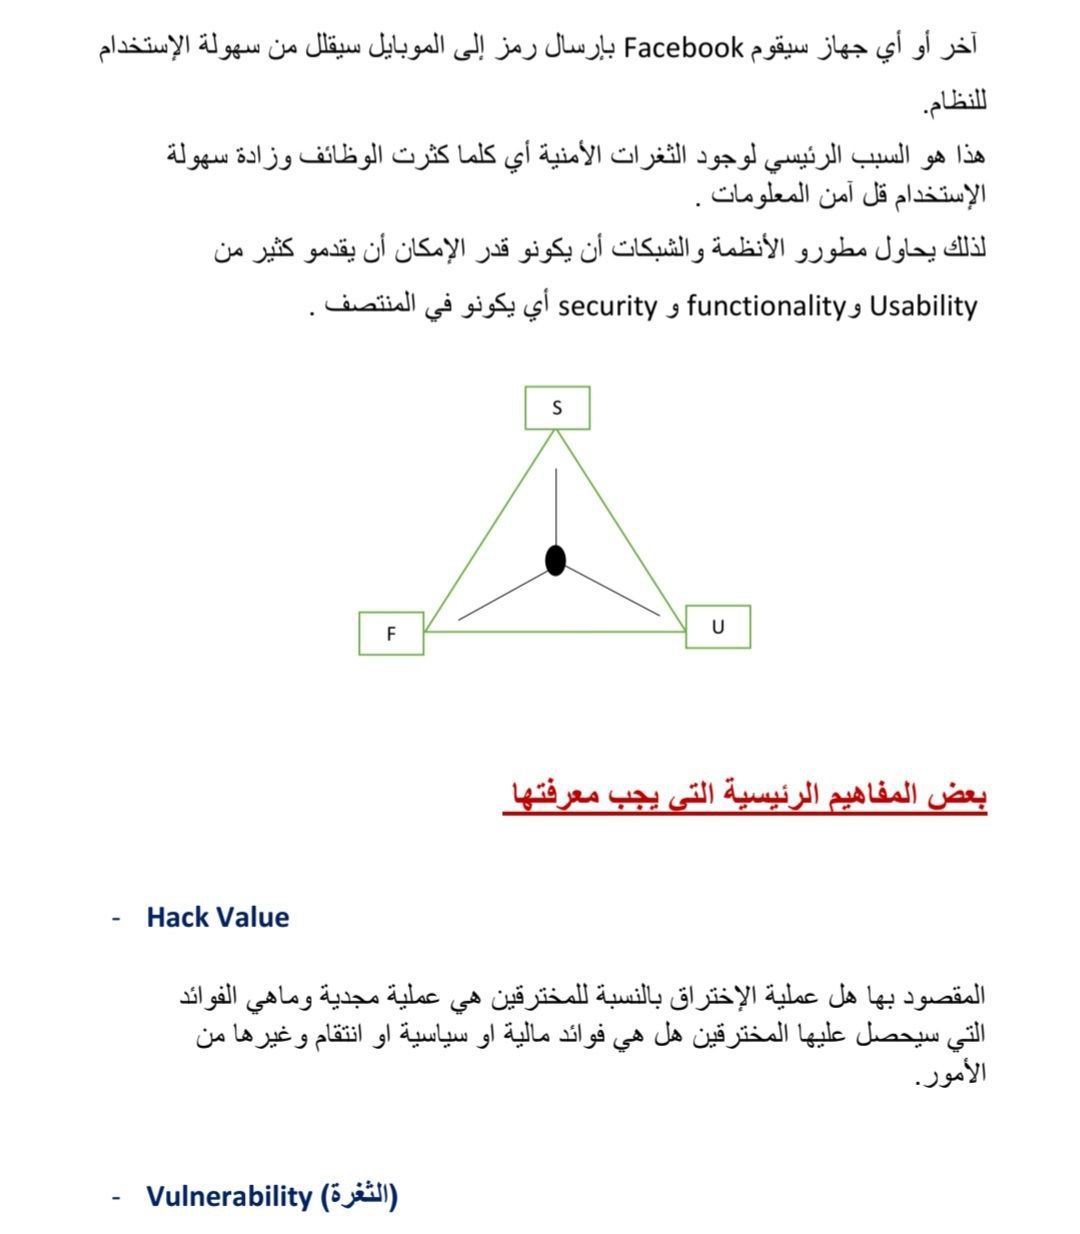 آخر أو أي جهاز سيقوم Facebook بإرسال رمز إلى الموبايل سيقلل من سهولة الإستخدام
للنظام.
هذا هو السبب الرئيسي لوجود الثغرات الأمنية أي كلما كثرت الوظائف وزادة سهولة
الإستخدام قل آمن المعلومات .
لذلك يحاول مطورو الأنظمة والشبكات أن يكونو قدر الإمكان أن يقدمو كثير من
Usability وfunctionality و security أي يكونو في المنتصف .
S
F
U
بعض المفاهيم الرئيسية التي يجب معرفتها
- Hack Value
المقصود بها هل عملية الإختراق بالنسبة للمخترقين هي عملية مجدية وماهي الفوائد
التي سيحصل عليها المخترقين هل هي فوائد مالية او سياسية او انتقام وغيرها من
الأمور.
- Vulnerability (الثغرة)